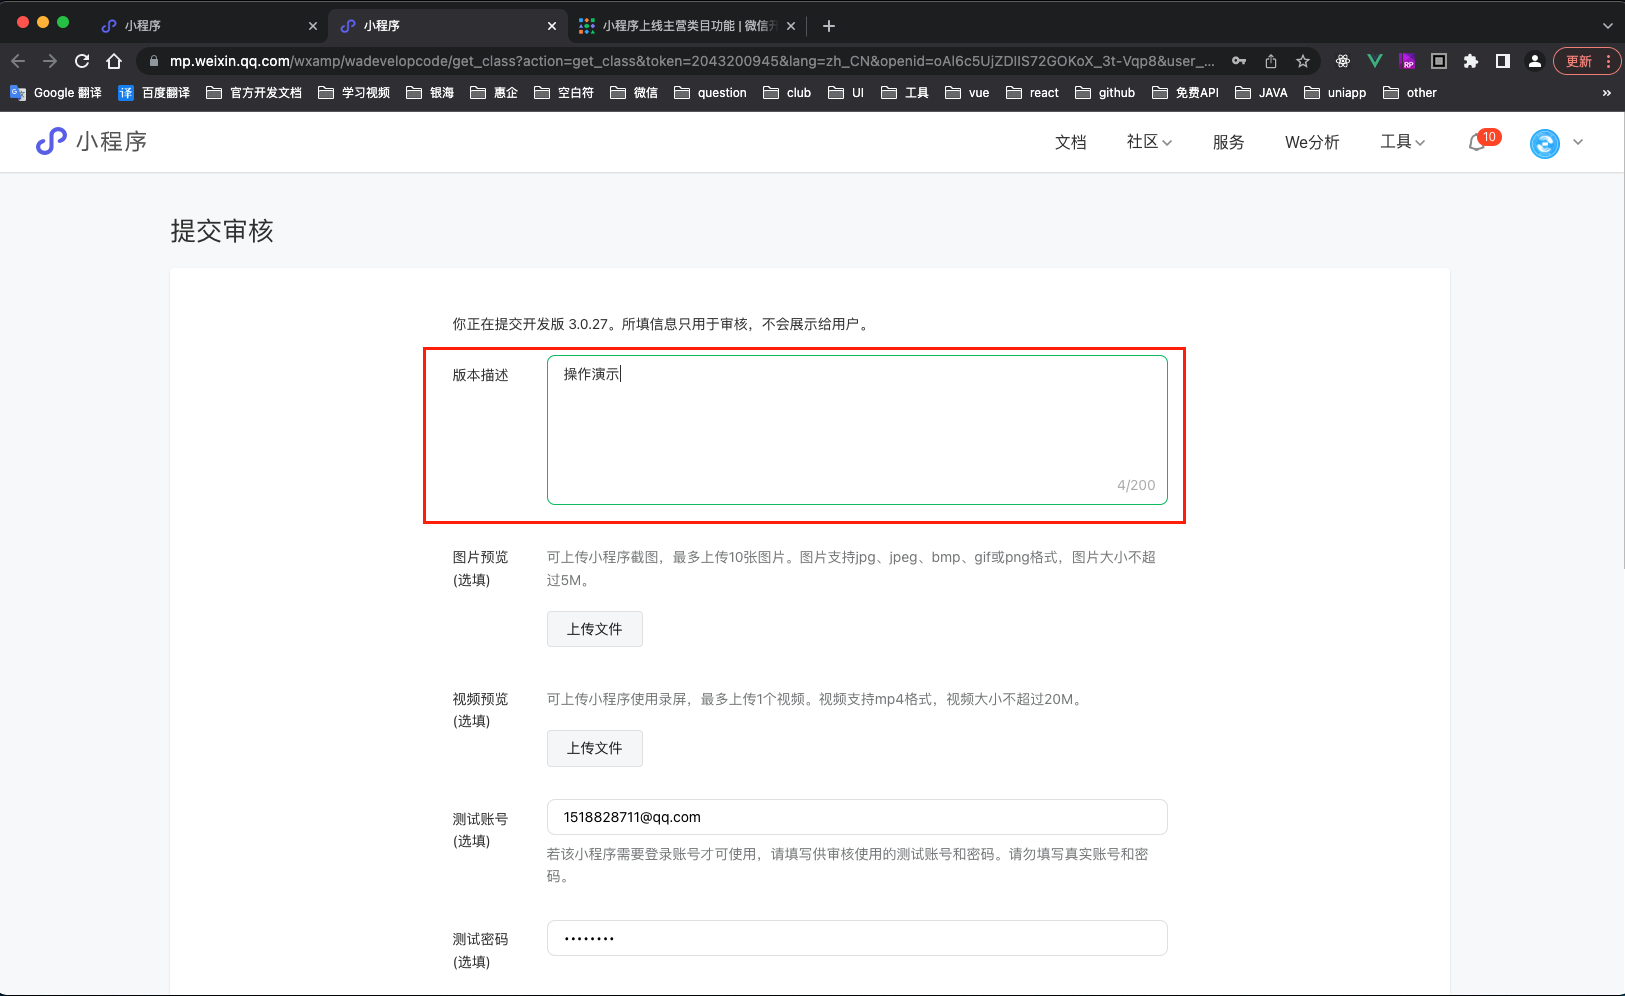 小程序
小程序
小程序上线主营类目功能 | 微信开
mp.weixin.qq.com/wxamp/wadevelopcode/get_class?action=get_class&token=2043200945&lang=zh_CN&openid=oAl6c5UjZDIIS72GOKoX_3t-Vqp8&user_...
更新
Google 翻译
译 百度翻译
官方开发文档
学习视频
银海
惠企
空白符
微信
question
club
UI
工具
vue
react
github
免费API
JAVA
uniapp
other
»
小程序
文档
社区
服务
We分析
工具
10
提交审核
你正在提交开发版 3.0.27。所填信息只用于审核，不会展示给用户。
版本描述
操作演示
4/200
图片预览
(选填)
可上传小程序截图，最多上传10张图片。图片支持jpg、jpeg、bmp、gif或png格式，图片大小不超
过5M。
上传文件
视频预览
(选填)
可上传小程序使用录屏，最多上传1个视频。视频支持mp4格式，视频大小不超过20M。
上传文件
测试账号
(选填)
1518828711@qq.com
若该小程序需要登录账号才可使用，请填写供审核使用的测试账号和密码。请勿填写真实账号和密
码。
测试密码
(选填)
••••••••